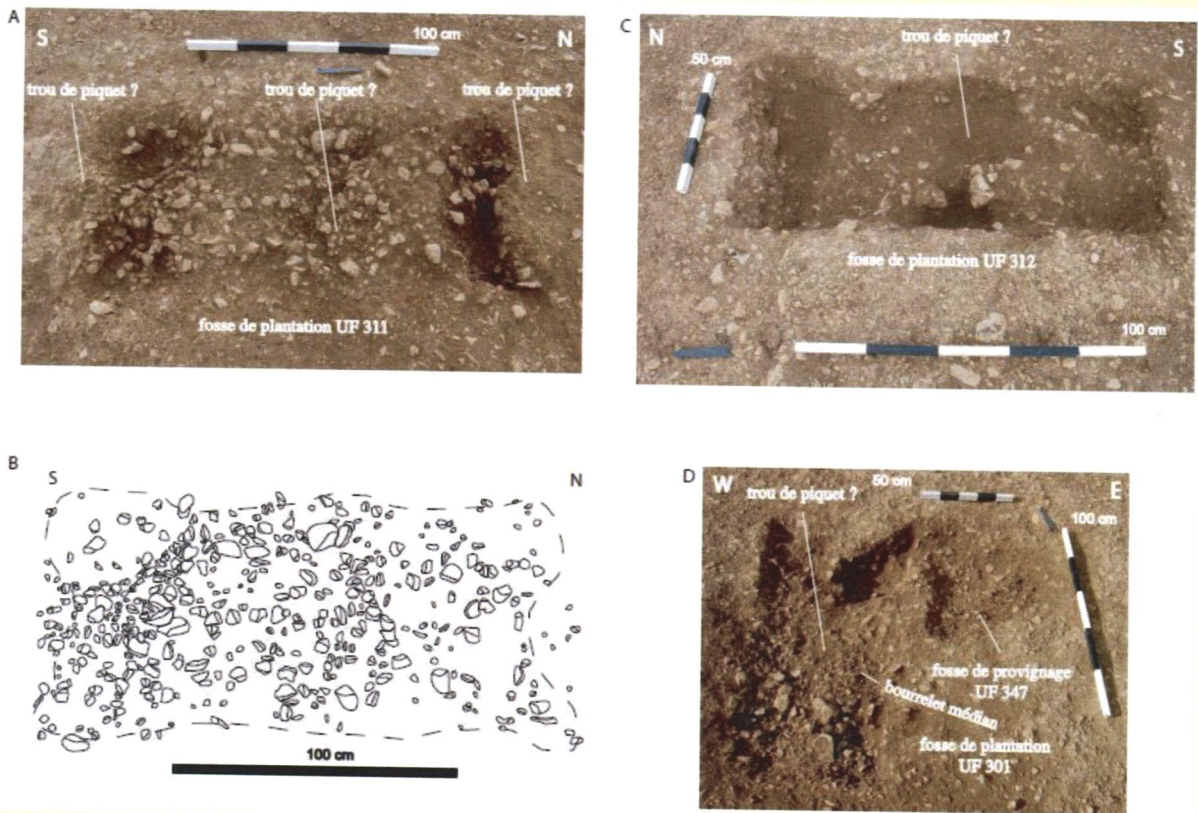 A
S
100 cm
N
trou de piquet ?
trou de piquet ?
trou de piquet ?
fosse de plantation UF 311
C
N
trou de piquet ?
S
50 cm
fosse de plantation UF 312
100 cm
B
S
N
100 cm
D
W
50 cm
E
trou de piquet ?
100 cm
fosse de provignage
UF 347
bourrelet médian
fosse de plantation
UF 301